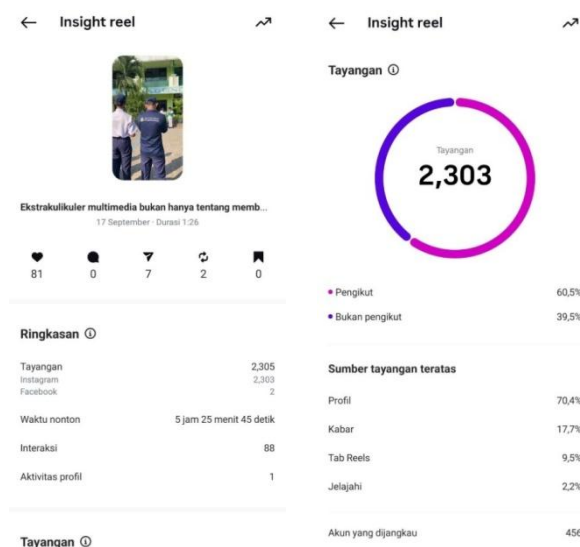 Insight reel
Ekstrakulikuler multimedia bukan hanya tentang memb...
17 September · Durasi 1:26
81 0 7 2 0
Ringkasan
Tayangan 2,305
Instagram 2,303
Facebook 2
Waktu nonton 5 jam 25 menit 45 detik
Interaksi 88
Aktivitas profil 1
Tayangan
Insight reel
Tayangan
Tayangan
2,303
Pengikut 60,5%
Bukan pengikut 39,5%
Sumber tayangan teratas
Profil 70,4%
Kabar 17,7%
Tab Reels 9,5%
Jelajahi 2,2%
Akun yang dijangkau 456